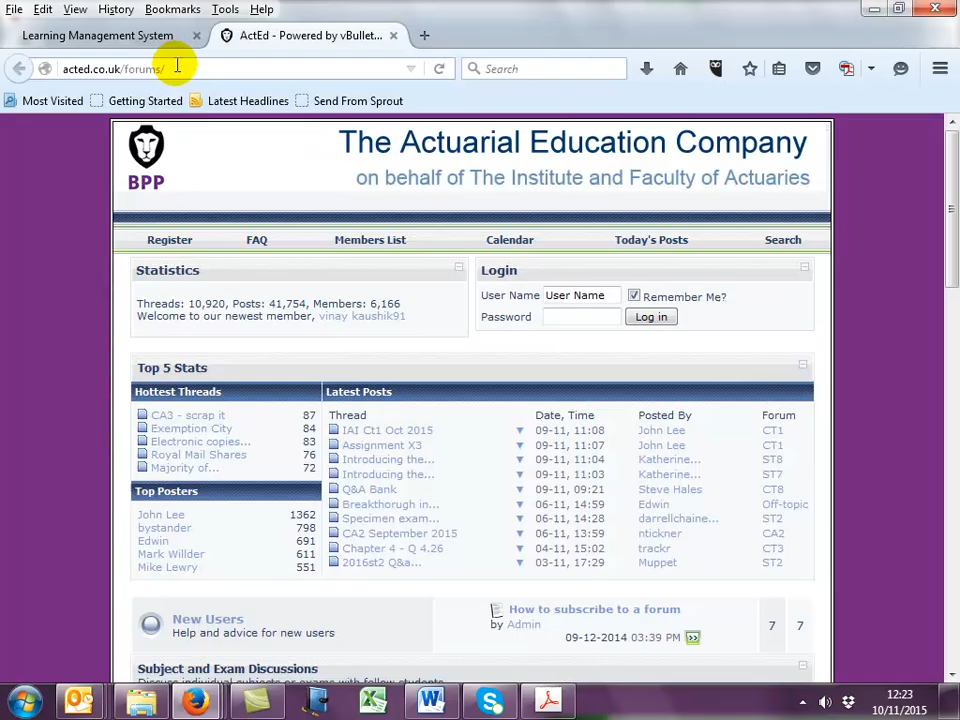 File Edit View History Bookmarks Tools Help
Learning Management System × ActEd - Powered by vBullet... × +
acted.co.uk/forums/ Search
Most Visited Getting Started Latest Headlines Send From Sprout
BPP
The Actuarial Education Company
on behalf of The Institute and Faculty of Actuaries
Register FAQ Members List Calendar Today's Posts Search
Statistics
Threads: 10,920, Posts: 41,754, Members: 6,166
Welcome to our newest member, vinay kaushik91
Login
User Name User Name Remember Me?
Password Log in
Top 5 Stats
Hottest Threads
CA3 - scrap it 87
Exemption City 84
Electronic copies... 83
Royal Mail Shares 76
Majority of... 72
Top Posters
John Lee 1362
bystander 798
Edwin 691
Mark Willder 611
Mike Lewry 551
Latest Posts
Thread Date, Time Posted By Forum
IAI Ct1 Oct 2015 09-11, 11:08 John Lee CT1
Assignment X3 09-11, 11:07 John Lee CT1
Introducing the... 09-11, 11:04 Katherine... ST8
Introducing the... 09-11, 11:03 Katherine... ST7
Q&A Bank 09-11, 09:21 Steve Hales CT8
Breakthorugh in... 06-11, 14:59 Edwin Off-topic
Specimen exam... 06-11, 14:28 darrellchaine... ST2
CA2 September 2015 06-11, 13:59 ntickner CA2
Chapter 4 - Q 4.26 04-11, 15:02 trackr CT3
2016st2 Q&a... 03-11, 17:29 Muppet ST2
New Users
Help and advice for new users
How to subscribe to a forum
by Admin
09-12-2014 03:39 PM
7 7
Subject and Exam Discussions
12:23
10/11/2015